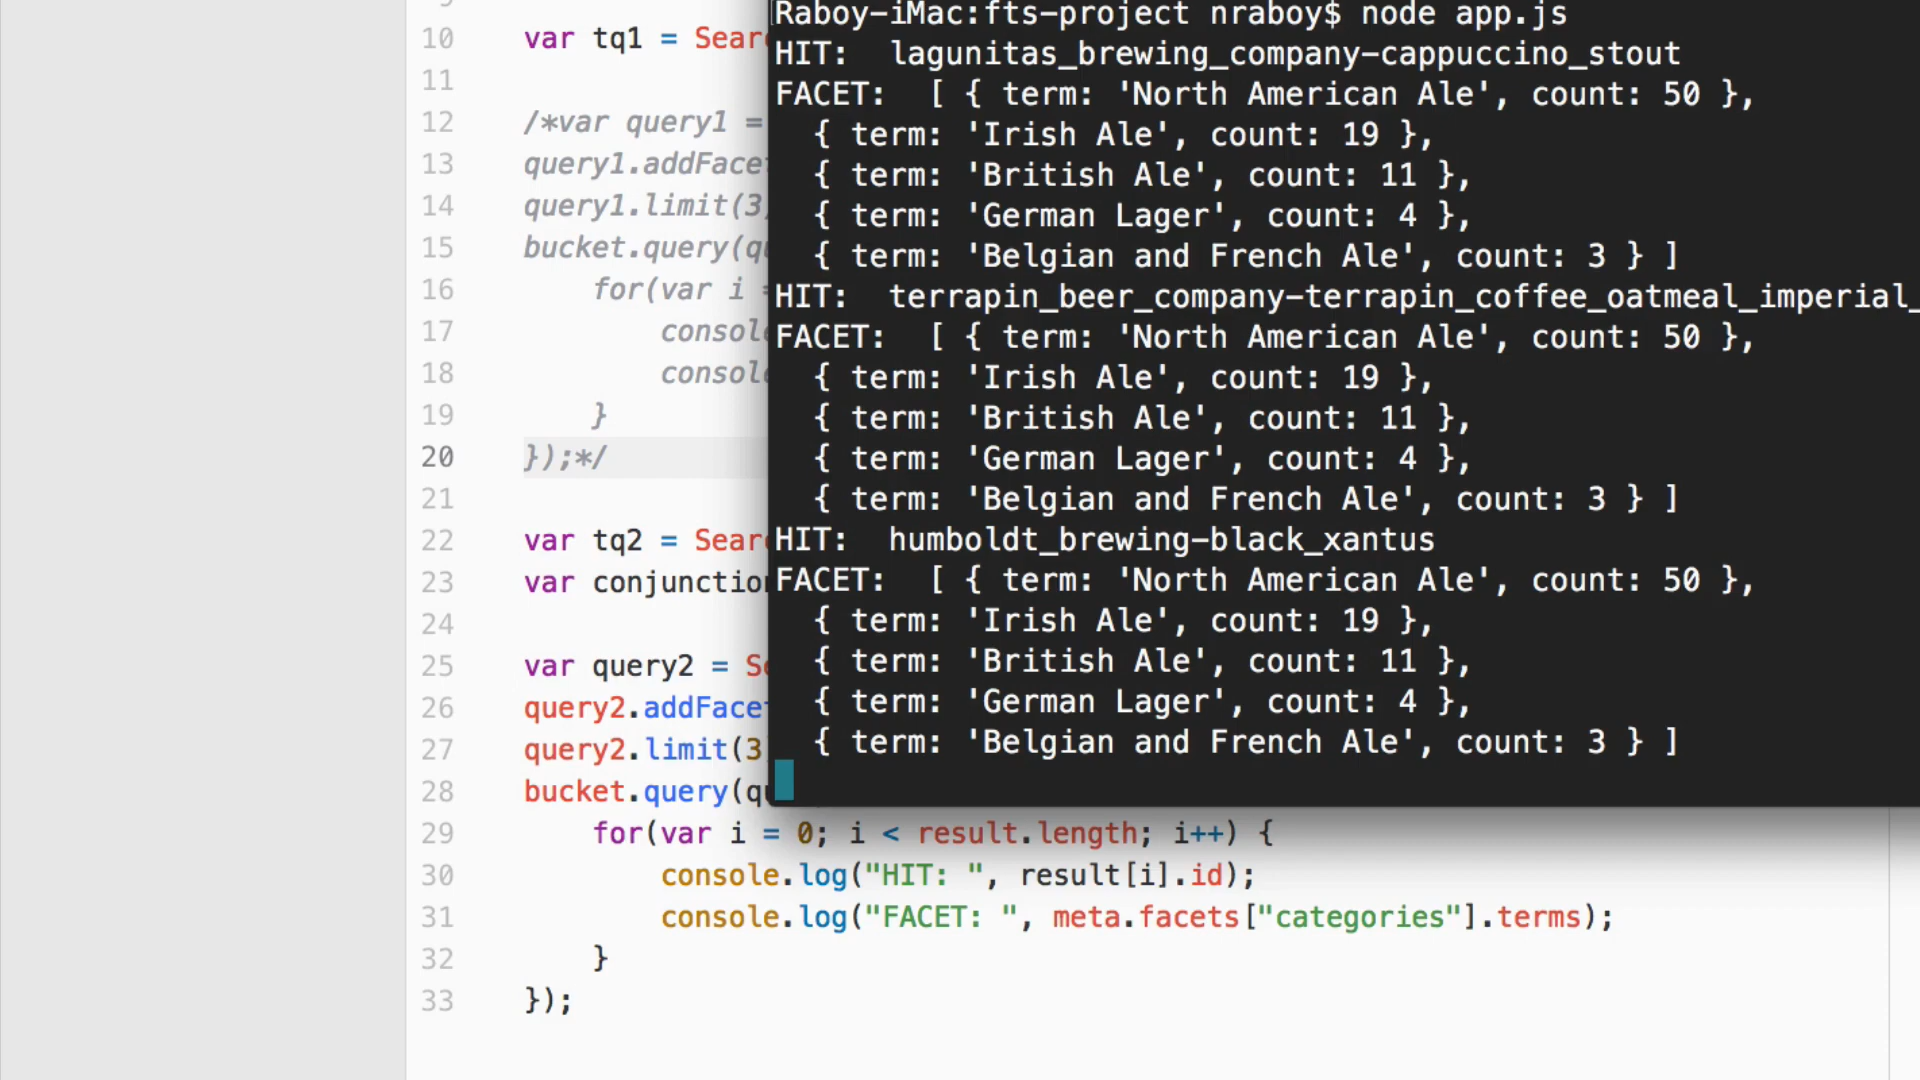 9
10 var tq1 = Sear
11
12 /*var query1 =
13 query1.addFace
14 query1.limit(3
15 bucket.query(q
16 for(var i =
17 consol
18 consol
19 }
20 });*/
21
22 var tq2 = Sear
23 var conjunctio
24
25 var query2 = S
26 query2.addFace
27 query2.limit(3
28 bucket.query(q
29 for(var i = 0; i < result.length; i++) {
30 console.log("HIT: ", result[i].id);
31 console.log("FACET: ", meta.facets["categories"].terms);
32 }
33 });
Raboy-iMac:fts-project nraboy$ node app.js
HIT:  lagunitas_brewing_company-cappuccino_stout
FACET:  [ { term: 'North American Ale', count: 50 },
  { term: 'Irish Ale', count: 19 },
  { term: 'British Ale', count: 11 },
  { term: 'German Lager', count: 4 },
  { term: 'Belgian and French Ale', count: 3 } ]
HIT:  terrapin_beer_company-terrapin_coffee_oatmeal_imperial_
FACET:  [ { term: 'North American Ale', count: 50 },
  { term: 'Irish Ale', count: 19 },
  { term: 'British Ale', count: 11 },
  { term: 'German Lager', count: 4 },
  { term: 'Belgian and French Ale', count: 3 } ]
HIT:  humboldt_brewing-black_xantus
FACET:  [ { term: 'North American Ale', count: 50 },
  { term: 'Irish Ale', count: 19 },
  { term: 'British Ale', count: 11 },
  { term: 'German Lager', count: 4 },
  { term: 'Belgian and French Ale', count: 3 } ]